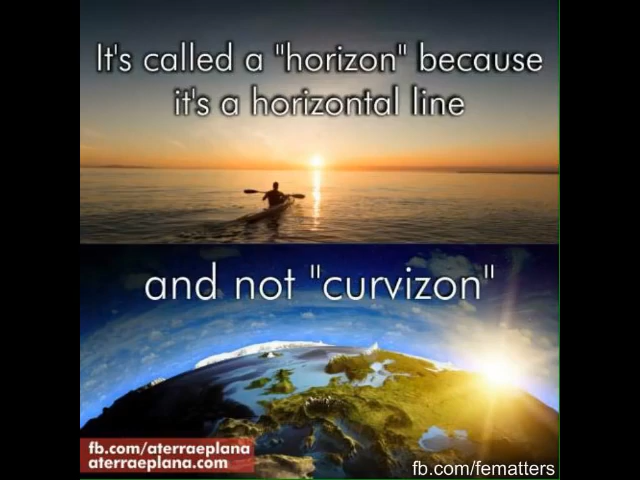 It's called a "horizon" because
it's a horizontal line
and not "curvizon"
fb.com/aterraeplana
aterraeplana.com
fb.com/fematters